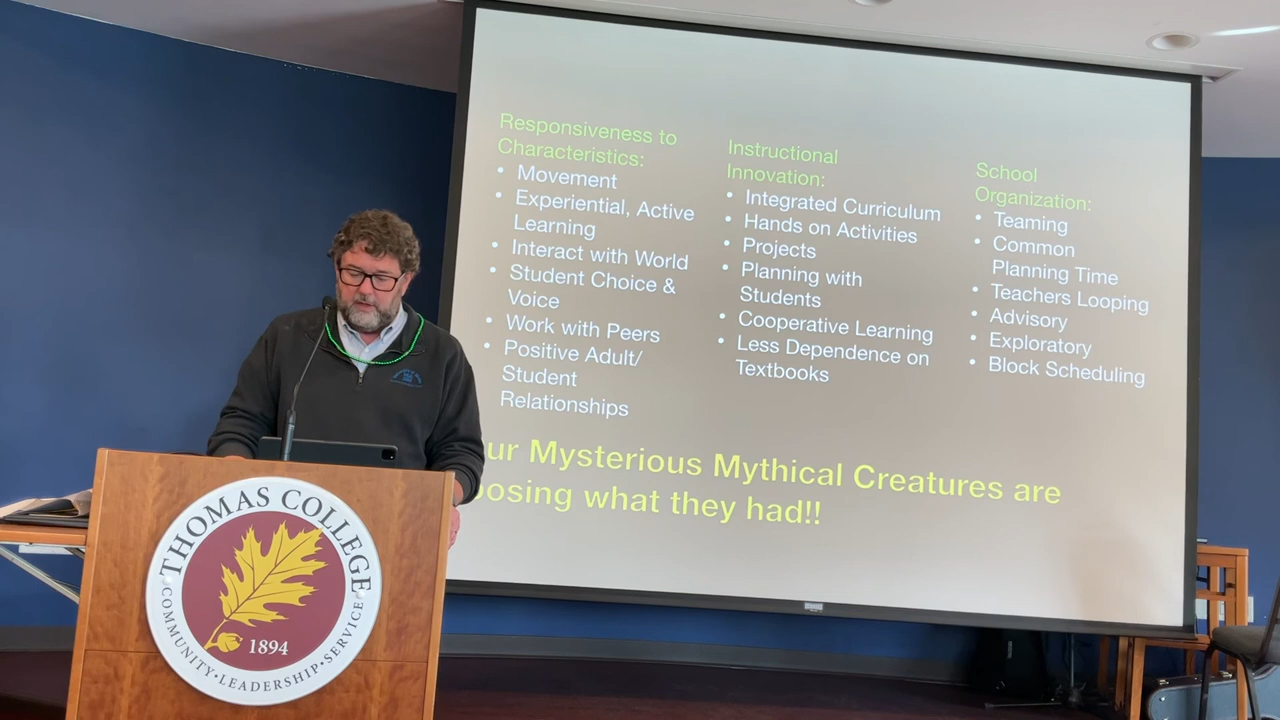 Responsiveness to
Characteristics:
• Movement
• Experiential, Active
Learning
• Interact with World
• Student Choice &
Voice
• Work with Peers
• Positive Adult/
Student
Relationships
Instructional
Innovation:
• Integrated Curriculum
• Hands on Activities
• Projects
• Planning with
Students
• Cooperative Learning
• Less Dependence on
Textbooks
School
Organization:
• Teaming
• Common
Planning Time
• Teachers Looping
• Advisory
• Exploratory
• Block Scheduling
ur Mysterious Mythical Creatures are
posing what they had!!
THOMAS COLLEGE
1894
COMMUNITY • LEADERSHIP • SERVICE